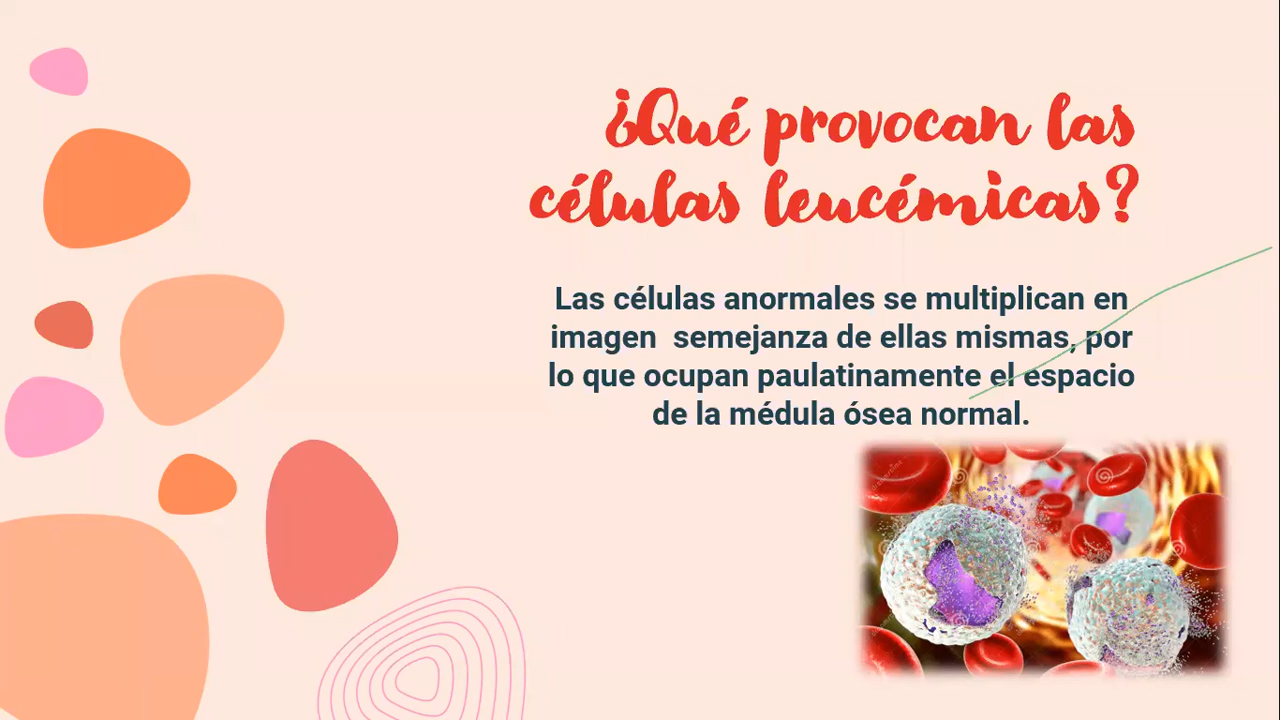 ¿Qué provocan las
células leucémicas?
Las células anormales se multiplican en
imagen  semejanza de ellas mismas, por
lo que ocupan paulatinamente el espacio
de la médula ósea normal.